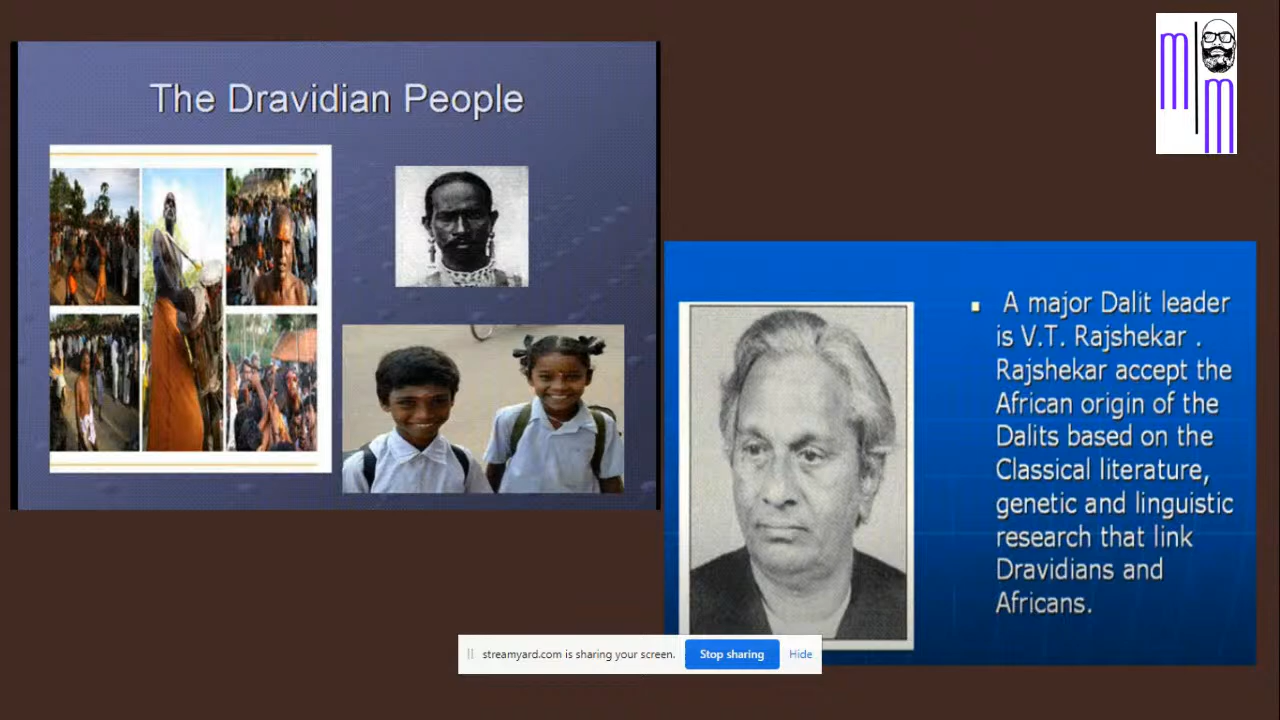 The Dravidian People
A major Dalit leader
is V.T. Rajshekar .
Rajshekar accept the
African origin of the
Dalits based on the
Classical literature,
genetic and linguistic
research that link
Dravidians and
Africans.
m
m
streamyard.com is sharing your screen. Stop sharing Hide